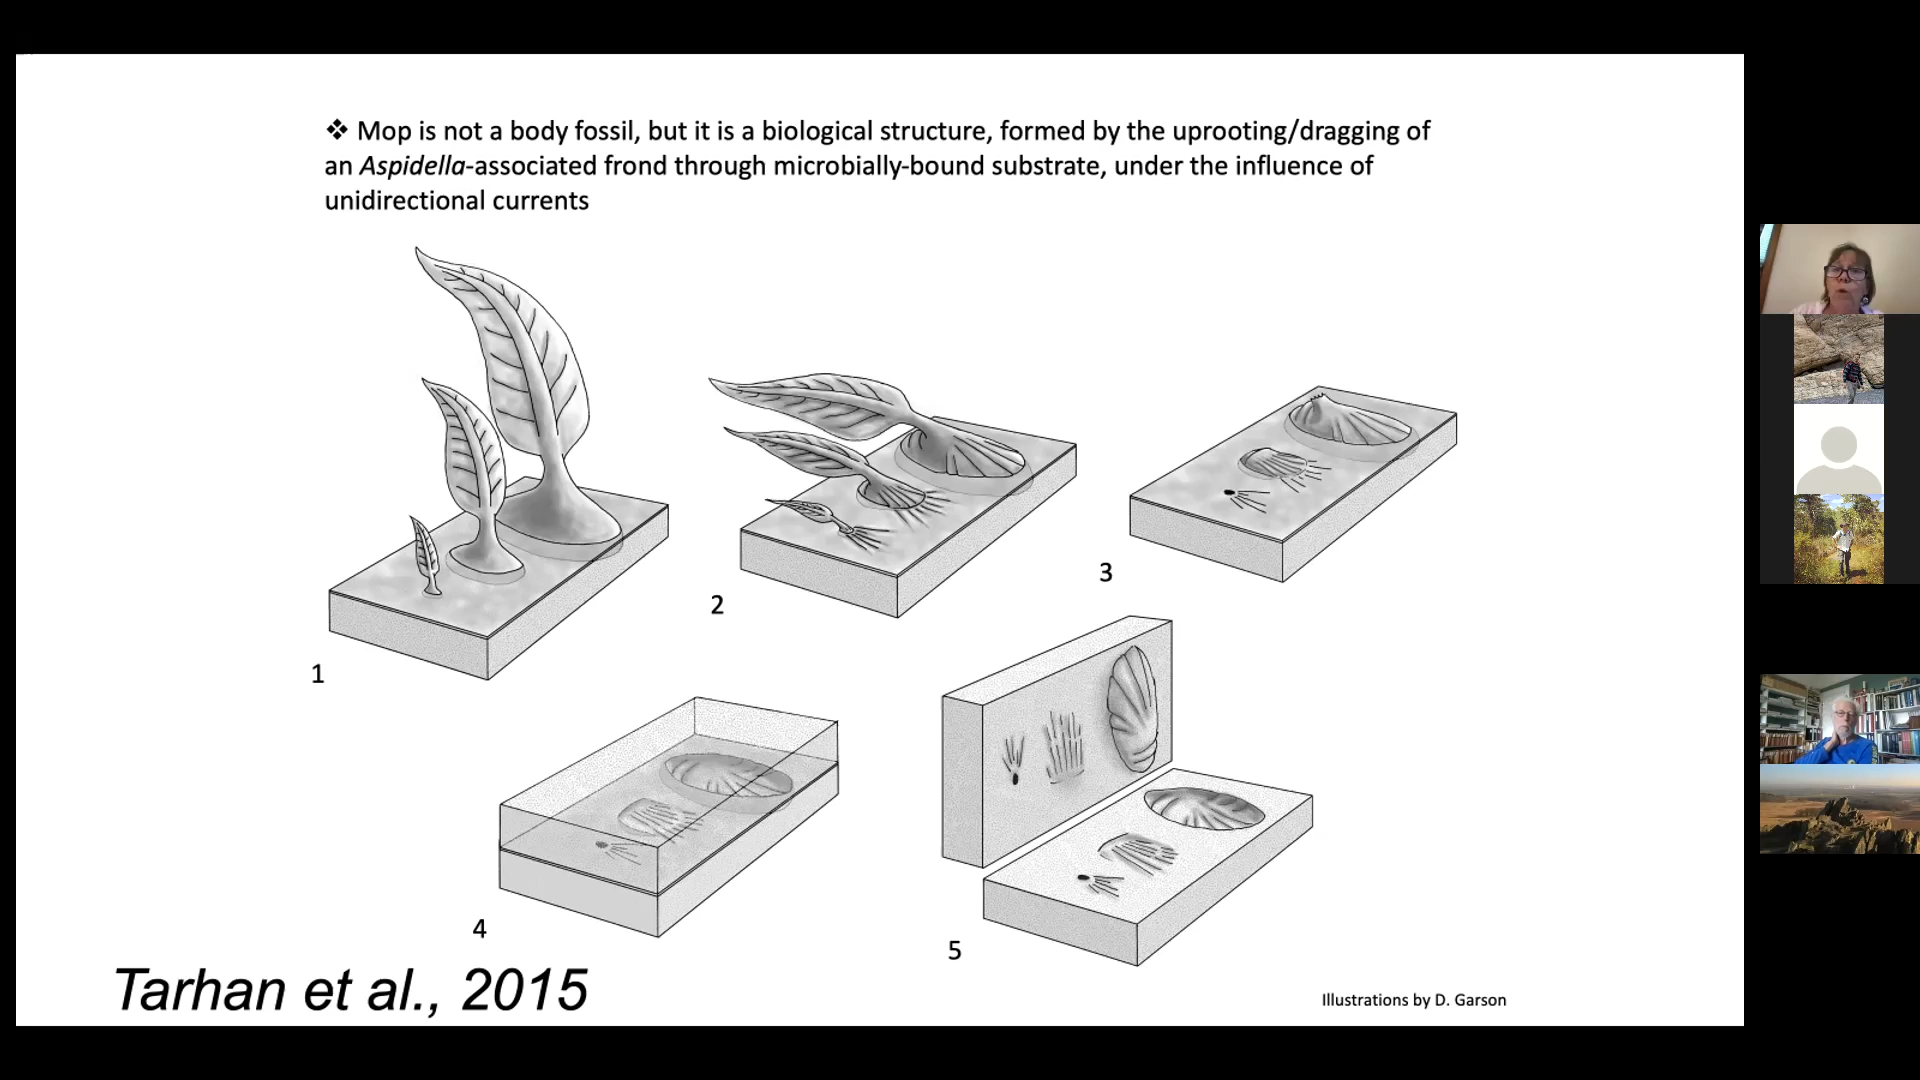 ❖ Mop is not a body fossil, but it is a biological structure, formed by the uprooting/dragging of
an Aspidella-associated frond through microbially-bound substrate, under the influence of
unidirectional currents
1
2
3
4
5
Tarhan et al., 2015
Illustrations by D. Garson